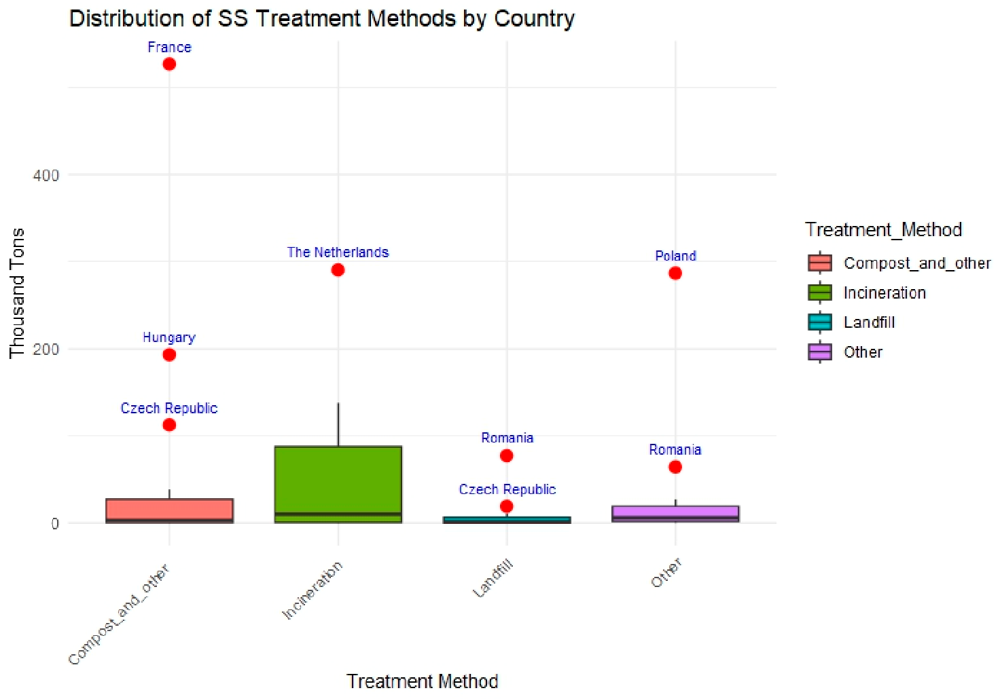 Distribution of SS Treatment Methods by Country
France
400
The Netherlands
Poland
Hungary
200
Czech Republic
Romania
Romania
Czech Republic
0
Thousand Tons
Compost_and_other
Incineration
Landfill
Other
Treatment Method
Treatment_Method
Compost_and_other
Incineration
Landfill
Other